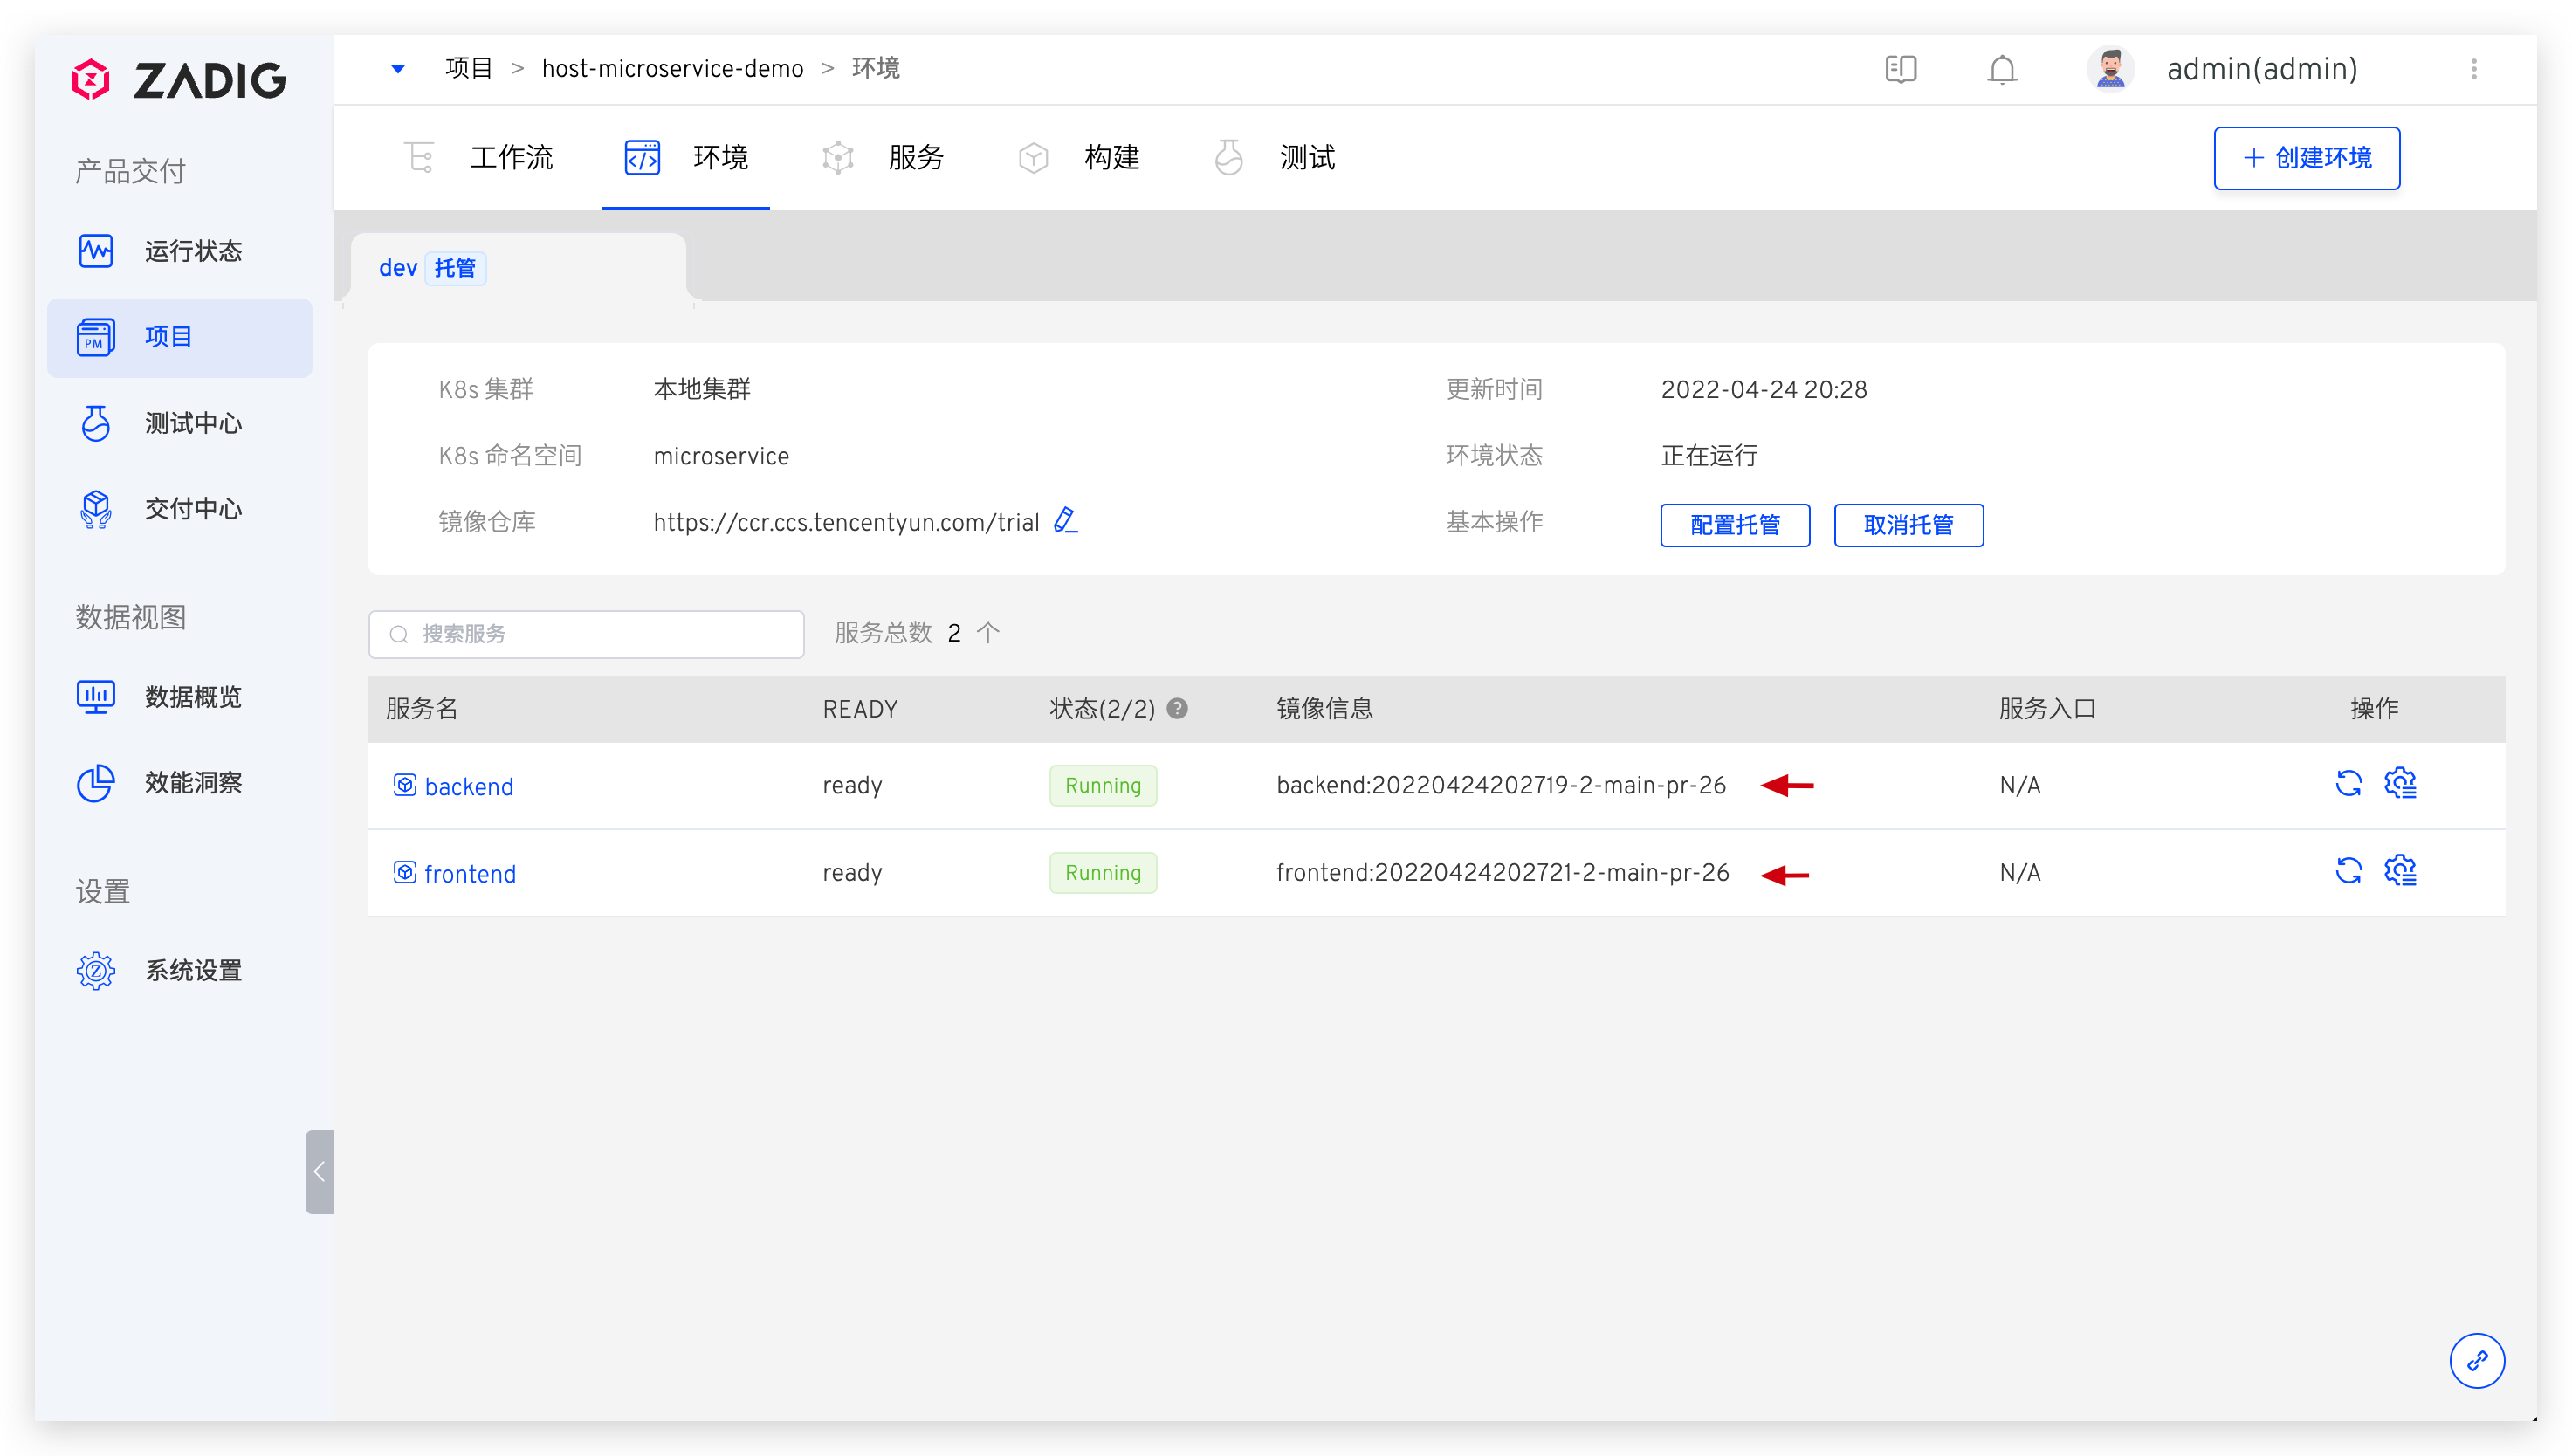 ZADIG
项目 > host-microservice-demo > 环境
admin(admin)
产品交付
运行状态
项目
PM
测试中心
交付中心
数据视图
数据概览
效能洞察
设置
系统设置
工作流
环境
服务
构建
测试
+ 创建环境
dev 托管
K8s 集群 本地集群
更新时间 2022-04-24 20:28
K8s 命名空间 microservice
环境状态 正在运行
镜像仓库 https://ccr.ccs.tencentyun.com/trial
基本操作 配置托管 取消托管
搜索服务
服务总数 2 个
服务名 READY 状态(2/2) ? 镜像信息 服务入口 操作
backend ready Running backend:20220424202719-2-main-pr-26 N/A
frontend ready Running frontend:20220424202721-2-main-pr-26 N/A